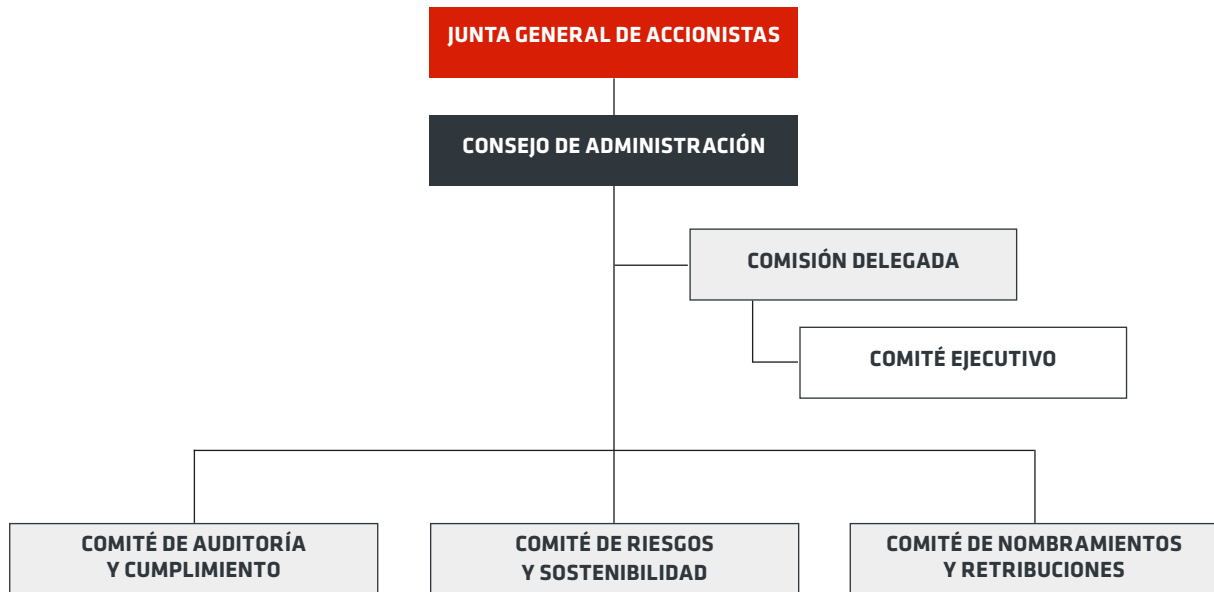 JUNTA GENERAL DE ACCIONISTAS
CONSEJO DE ADMINISTRACIÓN
COMISIÓN DELEGADA
COMITÉ EJECUTIVO
COMITÉ DE AUDITORÍA
Y CUMPLIMIENTO
COMITÉ DE RIESGOS
Y SOSTENIBILIDAD
COMITÉ DE NOMBRAMIENTOS
Y RETRIBUCIONES